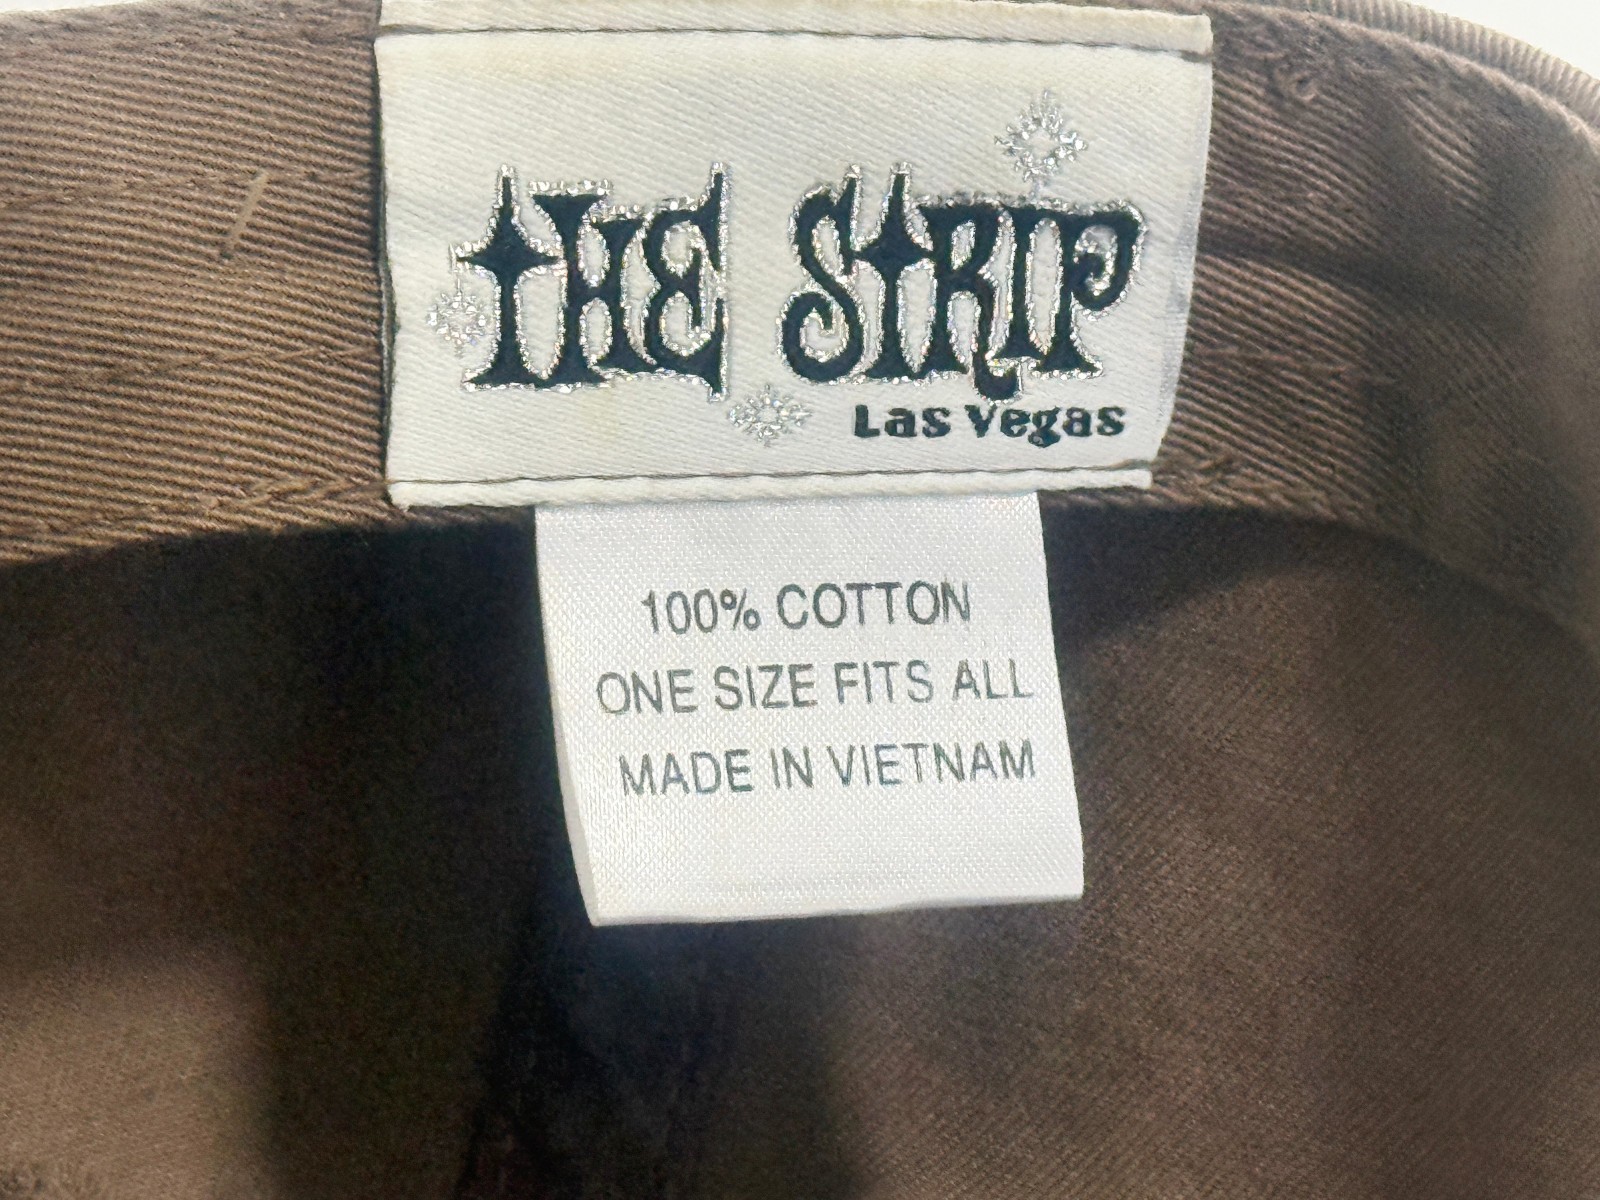 THE STRIP
Las Vegas
100% COTTON
ONE SIZE FITS ALL
MADE IN VIETNAM